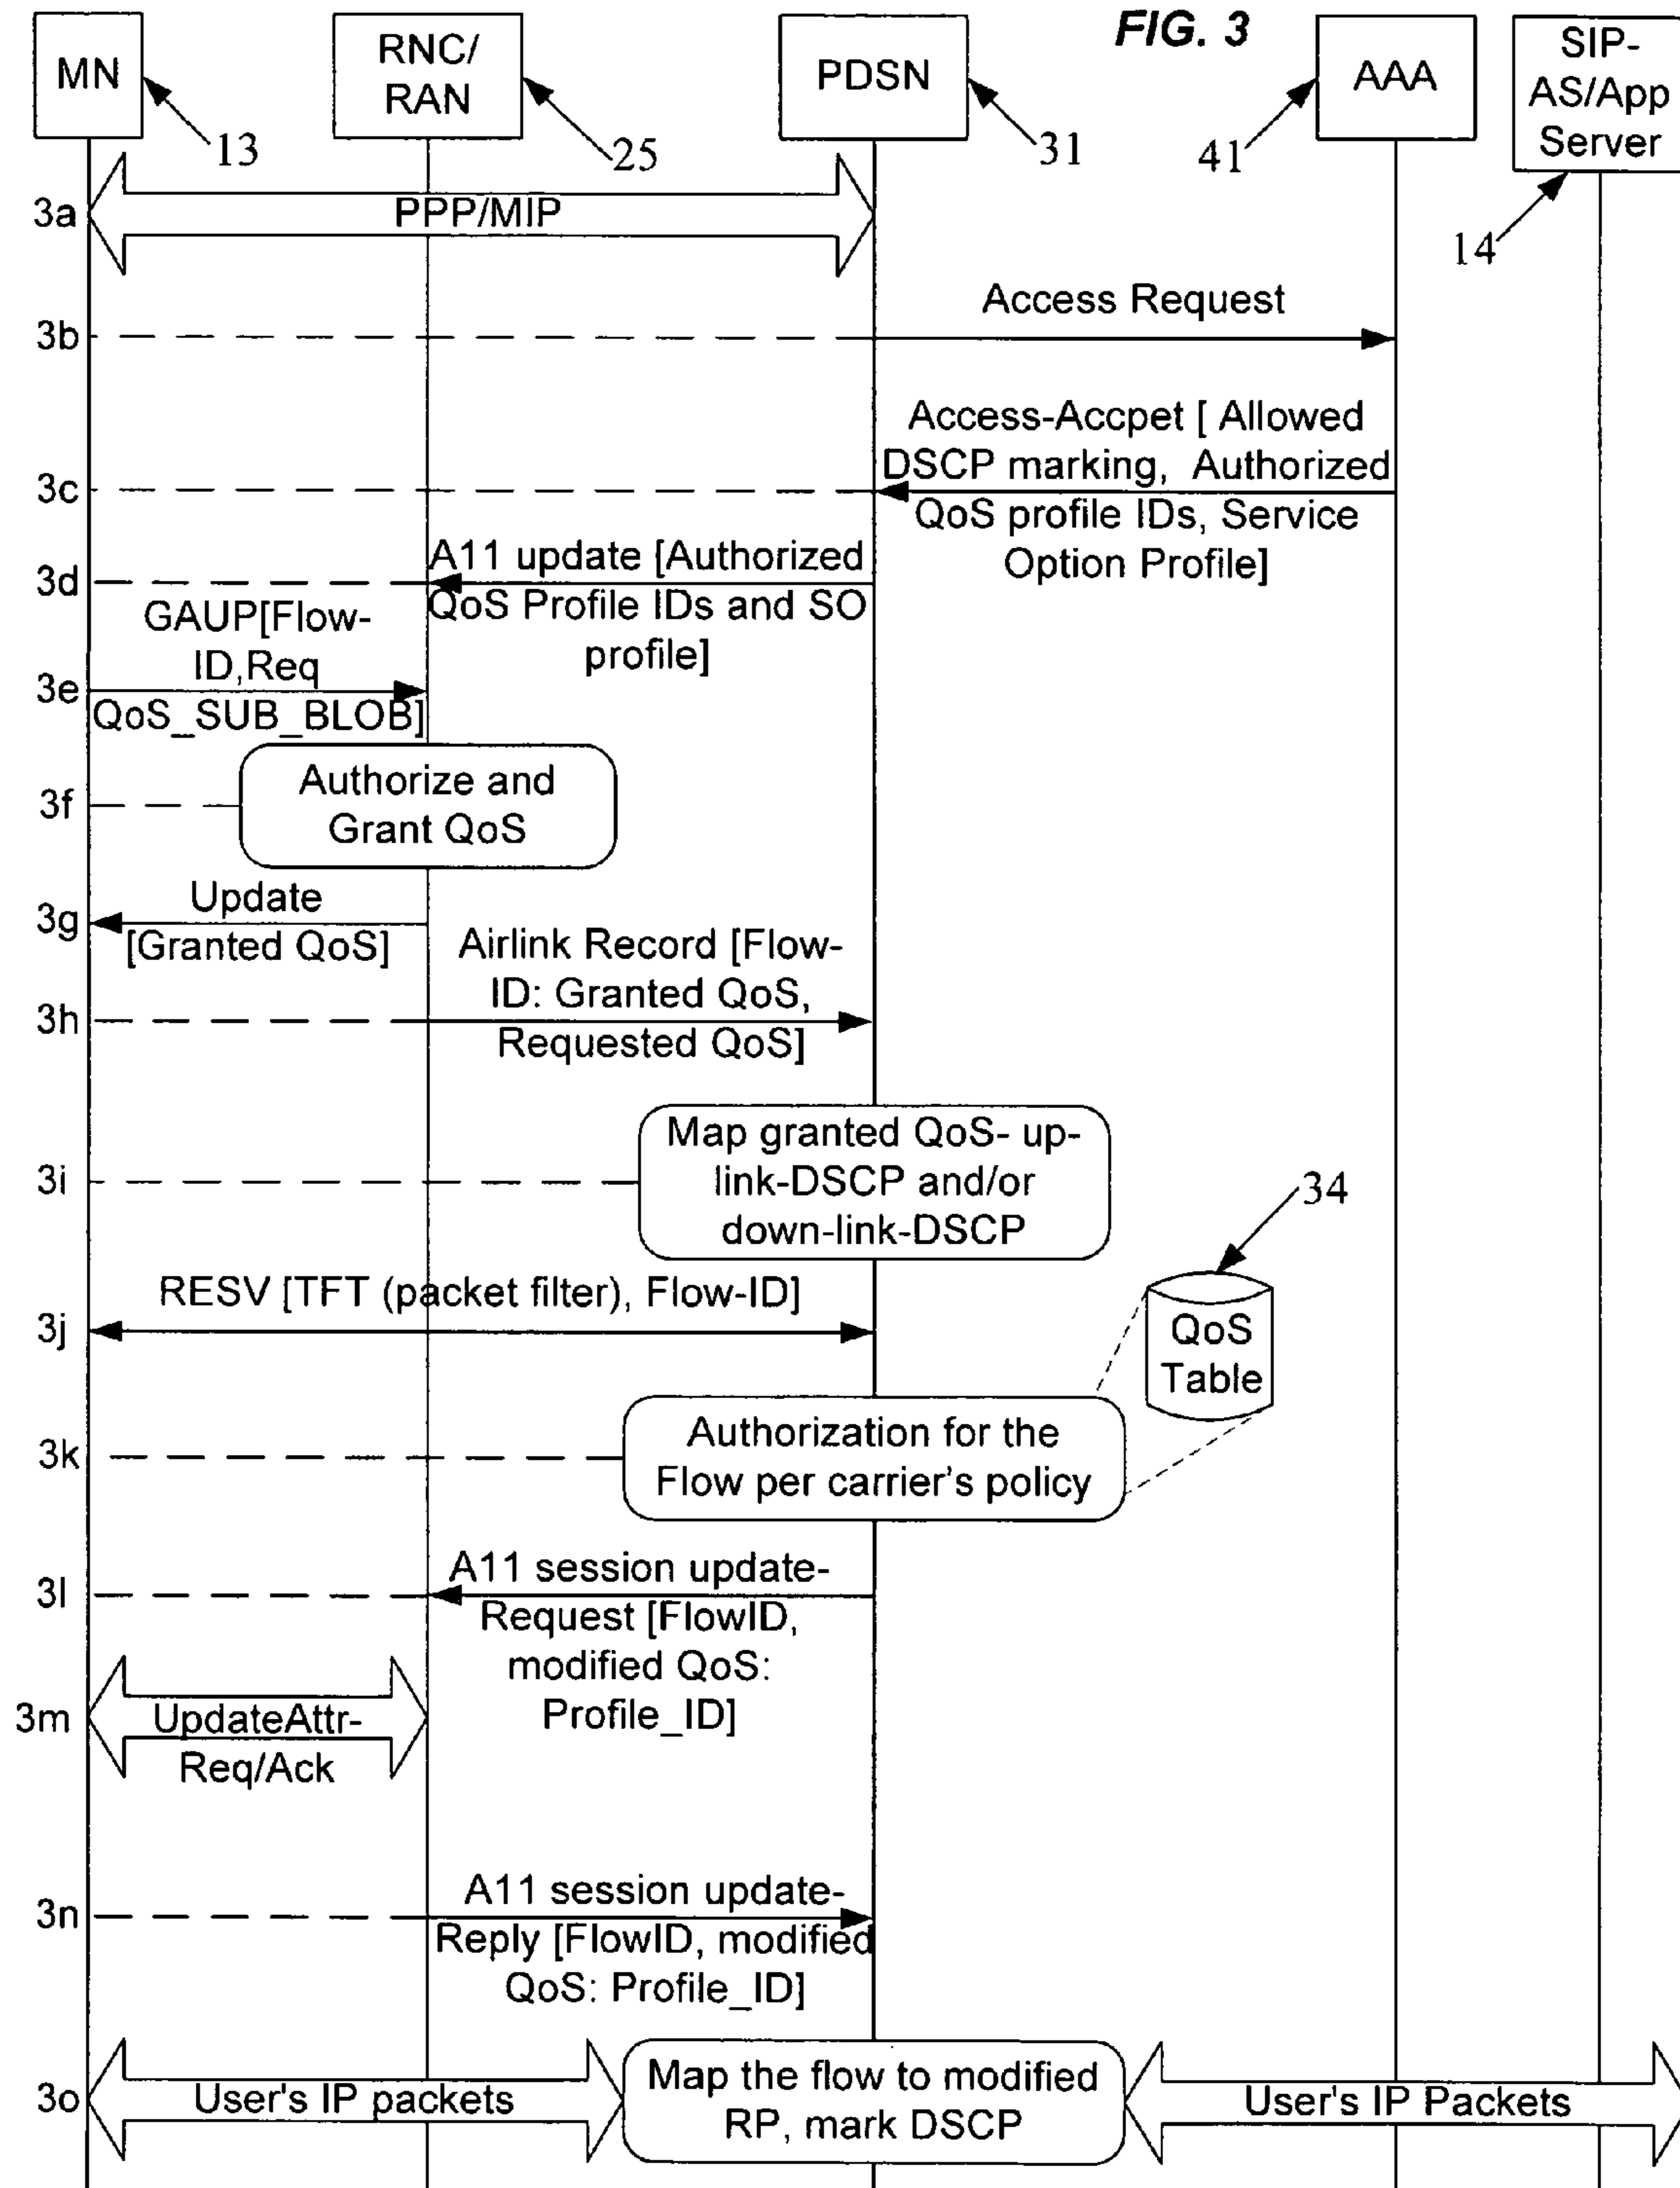 FIG. 3
MN
RNC/
RAN
PDSN
AAA
SIP-
AS/App
Server
13
25
31
41
14
3a
PPP/MIP
3b
Access Request
3c
Access-Accpet [ Allowed
DSCP marking, Authorized
QoS profile IDs, Service
Option Profile]
3d
A11 update [Authorized
QoS Profile IDs and SO
profile]
3e
GAUP[Flow-
ID,Req
QoS_SUB_BLOB]
3f
Authorize and
Grant QoS
3g
Update
[Granted QoS]
3h
Airlink Record [Flow-
ID: Granted QoS,
Requested QoS]
3i
Map granted QoS- up-
link-DSCP and/or
down-link-DSCP
34
3j
RESV [TFT (packet filter), Flow-ID]
QoS
Table
3k
Authorization for the
Flow per carrier's policy
3l
A11 session update-
Request [FlowID,
modified QoS:
Profile_ID]
3m
UpdateAttr-
Req/Ack
3n
A11 session update-
Reply [FlowID, modified
QoS: Profile_ID]
3o
User's IP packets
Map the flow to modified
RP, mark DSCP
User's IP Packets